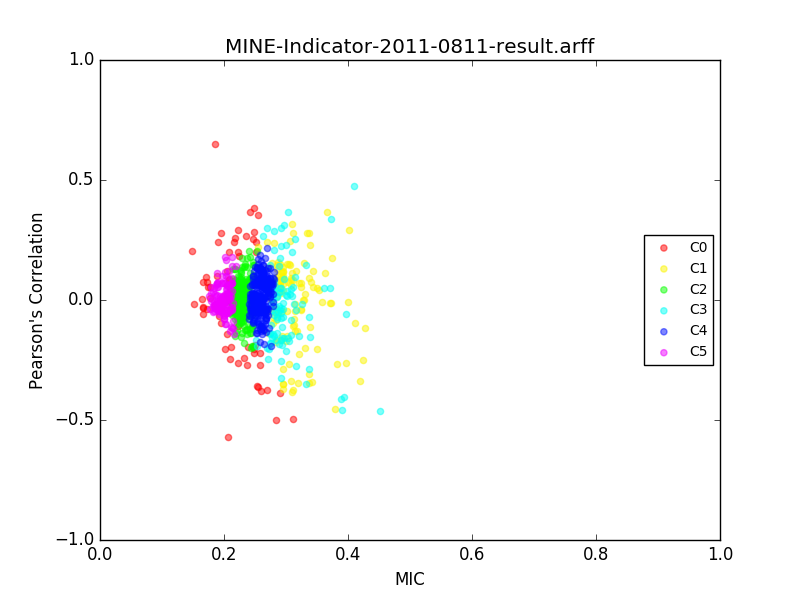 MINE-Indicator-2011-0811-result.arff
1.0
0.5
0.0
−0.5
−1.0
Pearson's Correlation
C0
C1
C2
C3
C4
C5
0.0 0.2 0.4 0.6 0.8 1.0
MIC